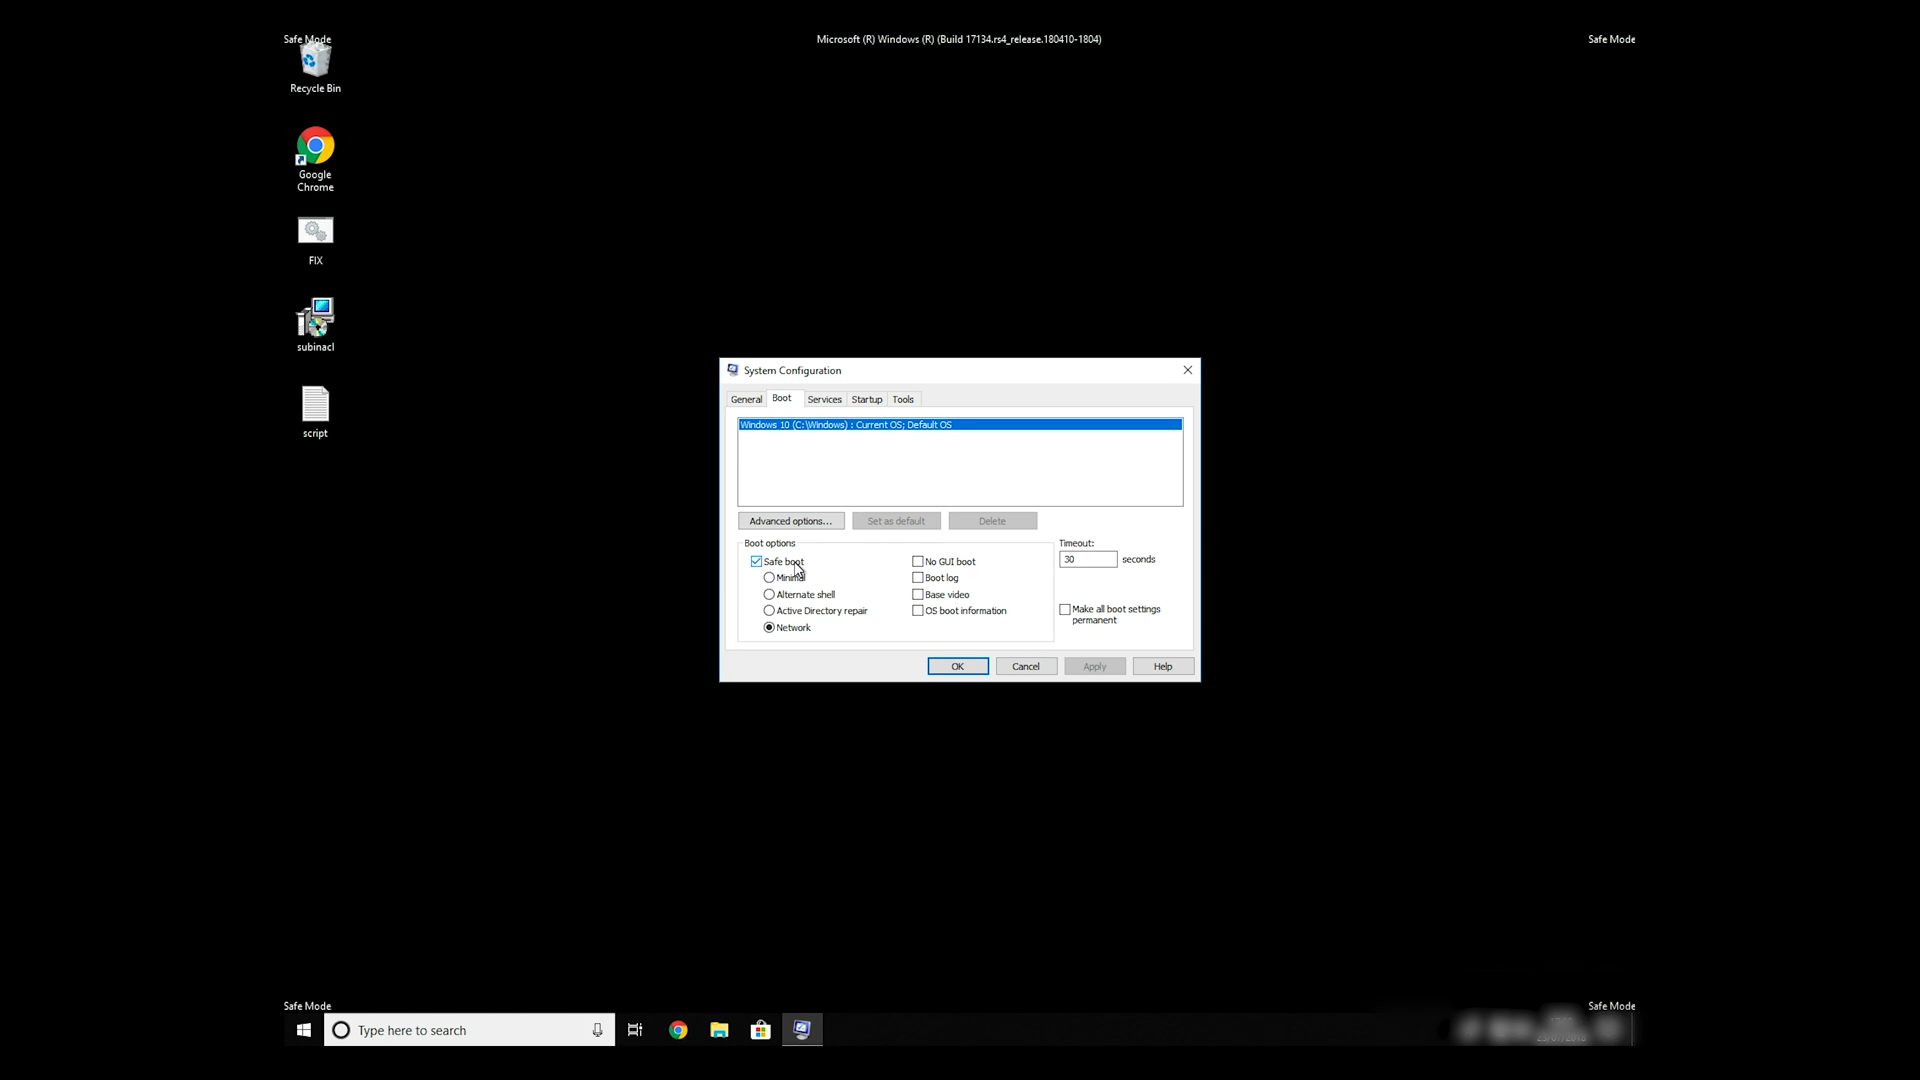 Safe Mode
Microsoft (R) Windows (R) (Build 17134.rs4_release.180410-1804)
Safe Mode
Recycle Bin
Google
Chrome
FIX
subinacl
script
System Configuration
General Boot Services Startup Tools
Windows 10 (C:\Windows) : Current OS; Default OS
Advanced options... Set as default Delete
Boot options
Timeout:
Safe boot
No GUI boot
30 seconds
Minimal
Boot log
Alternate shell
Base video
Active Directory repair
OS boot information
Make all boot settings
permanent
Network
OK Cancel Apply Help
Safe Mode
Safe Mode
Type here to search